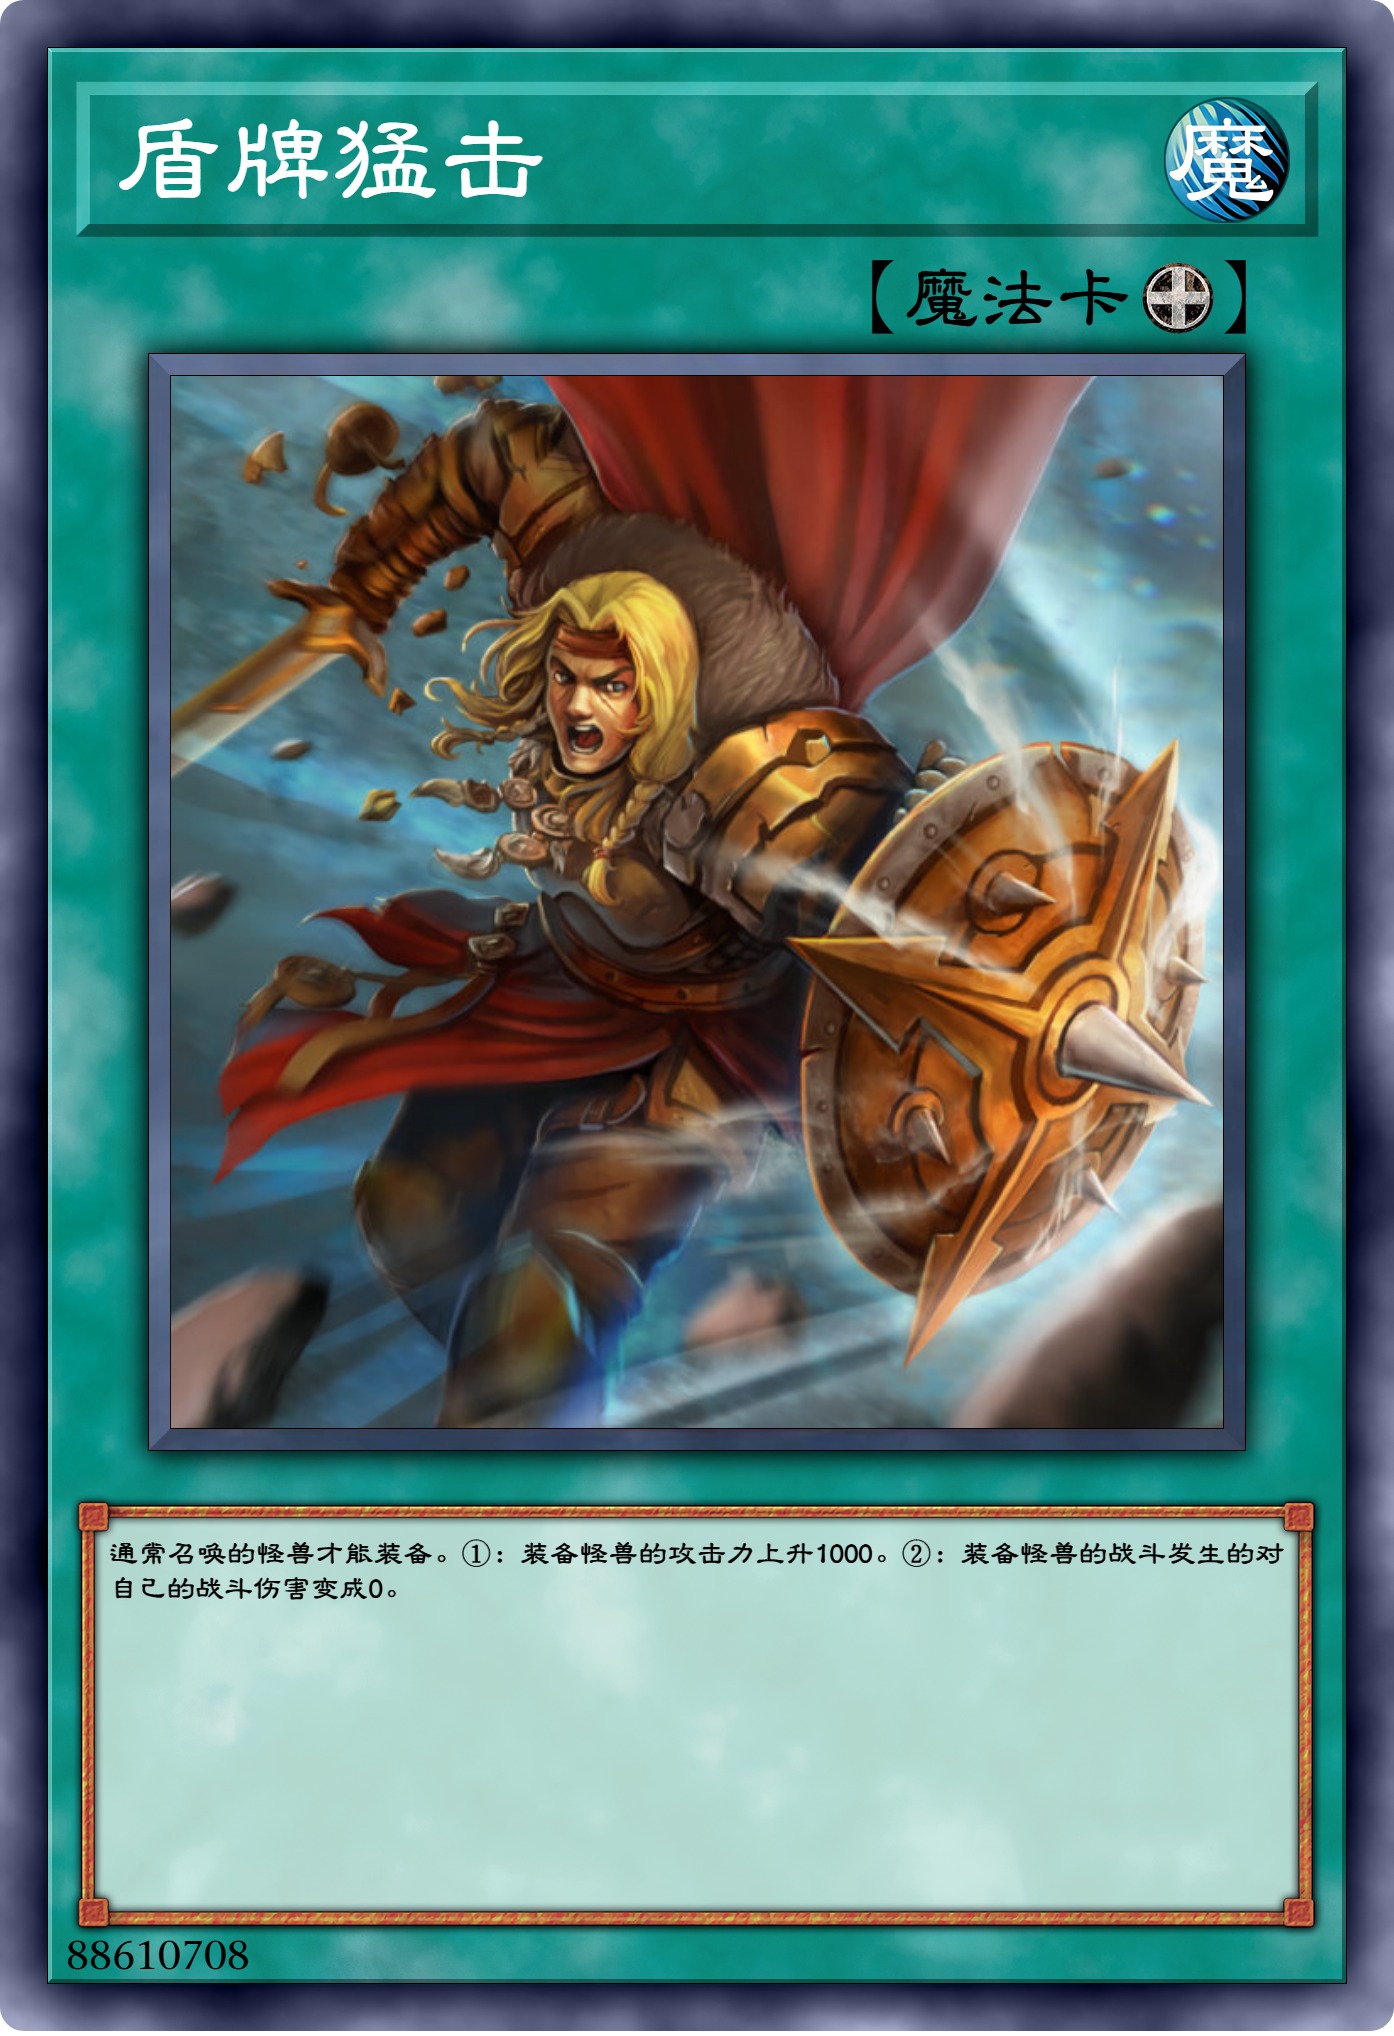 盾牌猛击
魔
【魔法卡】
通常召唤的怪兽才能装备。①：装备怪兽的攻击力上升1000。②：装备怪兽的战斗发生的对
自己的战斗伤害变成0。
88610708